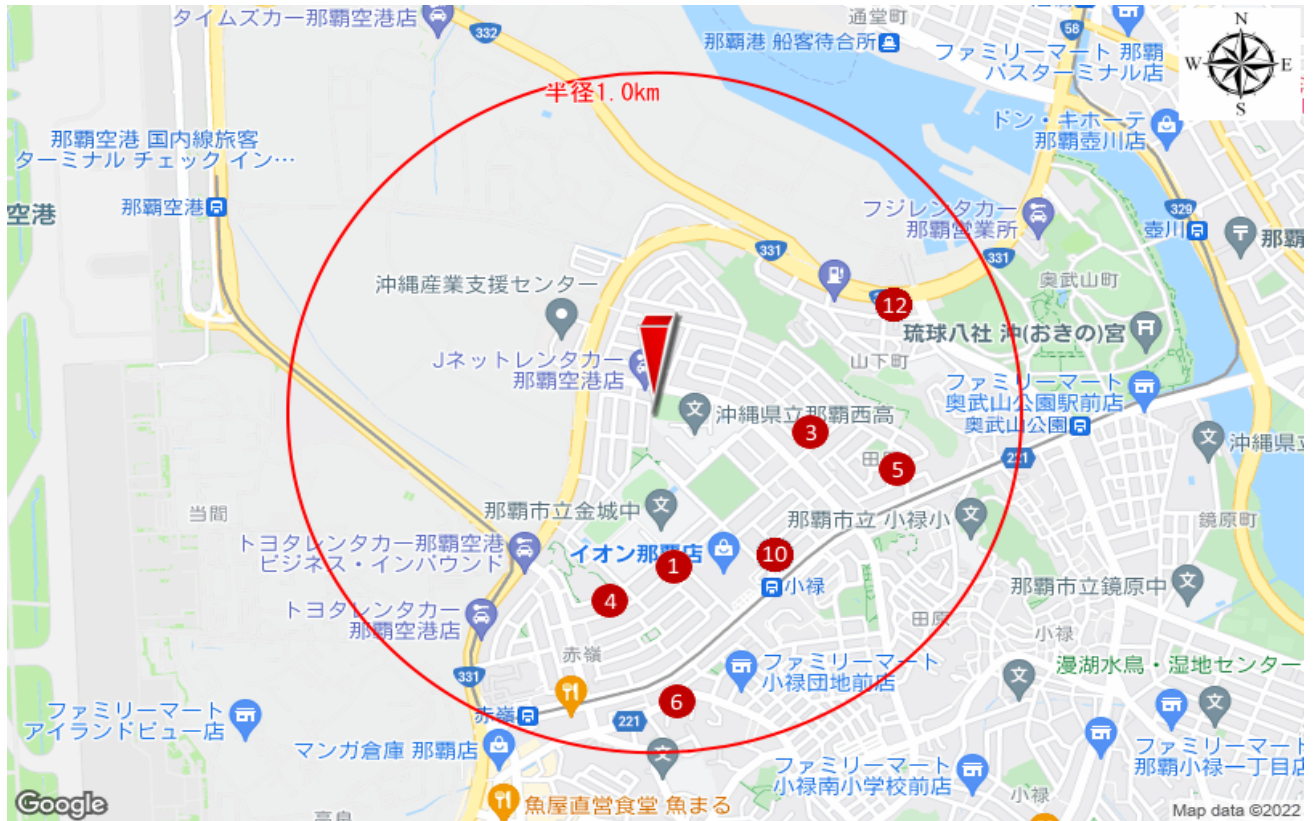 タイムズカー那覇空港店
332
通堂町
那覇港 船客待合所
58
ファミリーマート 那覇
バスターミナル店
N
W
E
S
半径1.0km
ドン・キホーテ
那覇壺川店
那覇空港 国内線旅客
ターミナル チェック イン…
空港
那覇空港
フジレンタカー
那覇営業所
329
壺川
那覇
331
331
奥武山町
沖縄産業支援センター
12
琉球八社 沖(おきの)宮
山下町
Jネットレンタカー
那覇空港店
ファミリーマート
奥武山公園駅前店
奥武山公園
文
沖縄県立那覇西高
3
文
沖縄県立
221
田原
5
当間
那覇市立金城中
文
那覇市立 小禄小
文
鏡原町
トヨタレンタカー那覇空港
ビジネス・インバウンド
イオン那覇店
10
1
小禄
那覇市立鏡原中
文
4
トヨタレンタカー
那覇空港店
田原
小禄
赤嶺
漫湖水鳥・湿地センター
文
331
ファミリーマート
小禄団地前店
6
ファミリーマート
アイランドビュー店
赤嶺
221
文
マンガ倉庫 那覇店
文
ファミリーマート
小禄南小学校前店
ファミリーマート
那覇小禄一丁目店
魚屋直営食堂 魚まる
小禄
Google
Map data ©2022